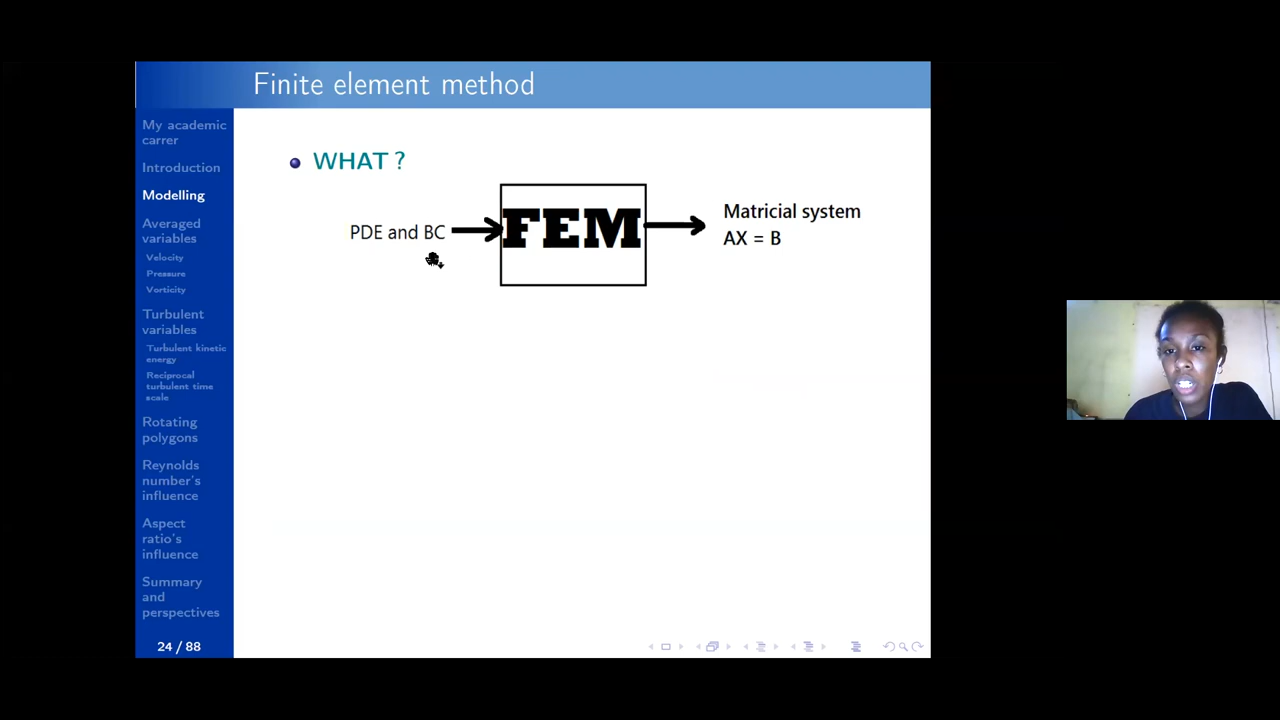 Finite element method
My academic
carrer
Introduction
Modelling
Averaged
variables
Velocity
Pressure
Vorticity
Turbulent
variables
Turbulent kinetic
energy
Reciprocal
turbulent time
scale
Rotating
polygons
Reynolds
number's
influence
Aspect
ratio's
influence
Summary
and
perspectives
24 / 88
WHAT ?
PDE and BC
FEM
Matricial system
AX = B